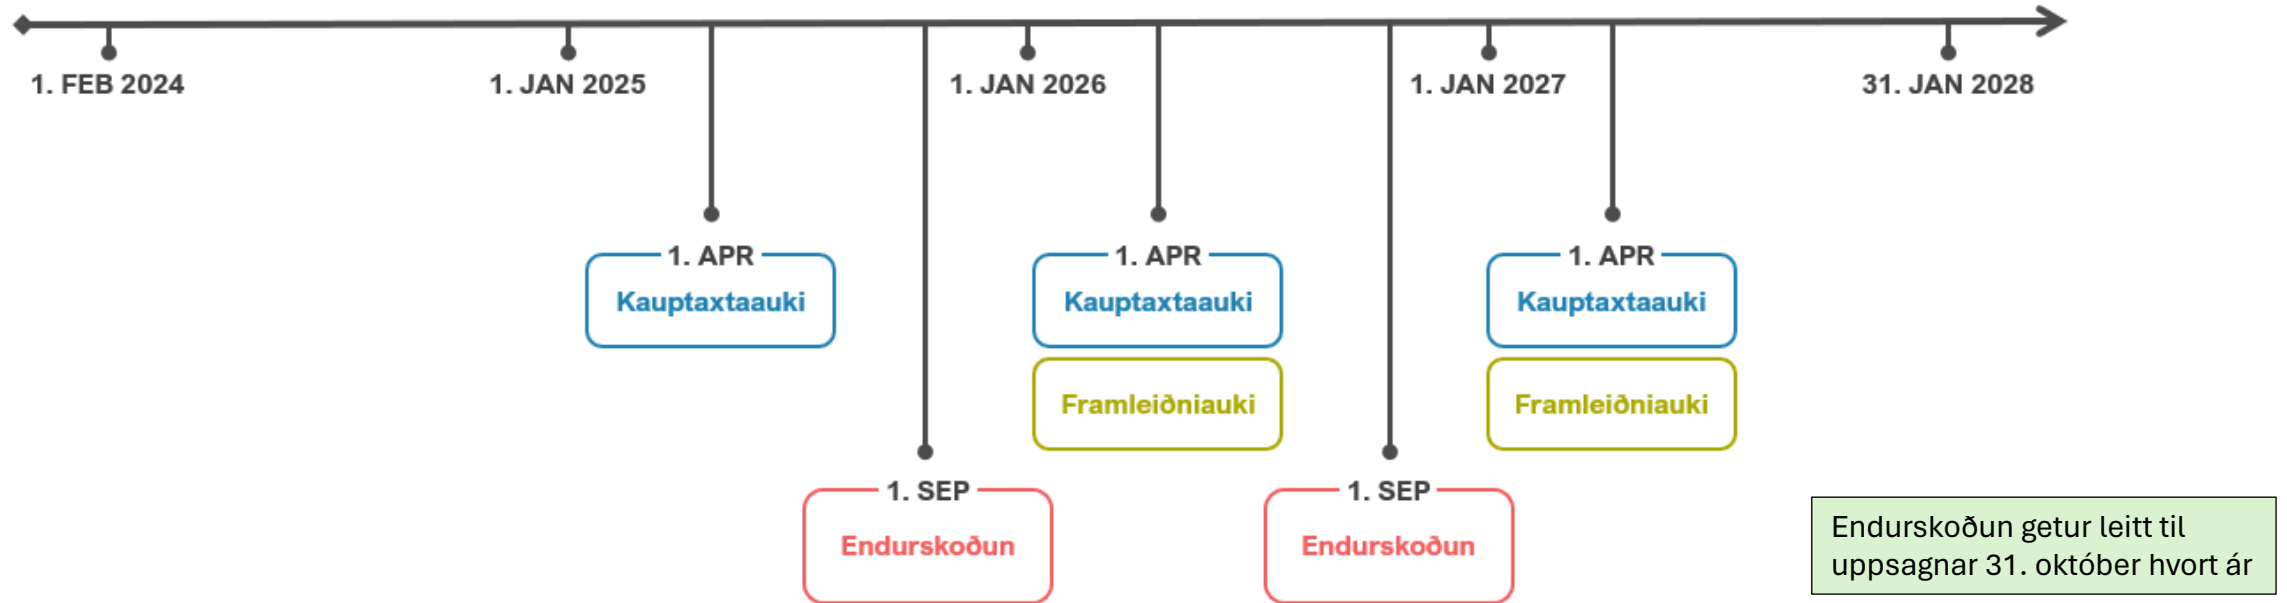 1. FEB 2024
1. JAN 2025
1. JAN 2026
1. JAN 2027
31. JAN 2028
1. APR
Kauptaxtaauki
1. APR
Kauptaxtaauki
Framleiðniauki
1. APR
Kauptaxtaauki
Framleiðniauki
1. SEP
Endurskoðun
1. SEP
Endurskoðun
Endurskoðun getur leitt til
uppsagnar 31. október hvort ár